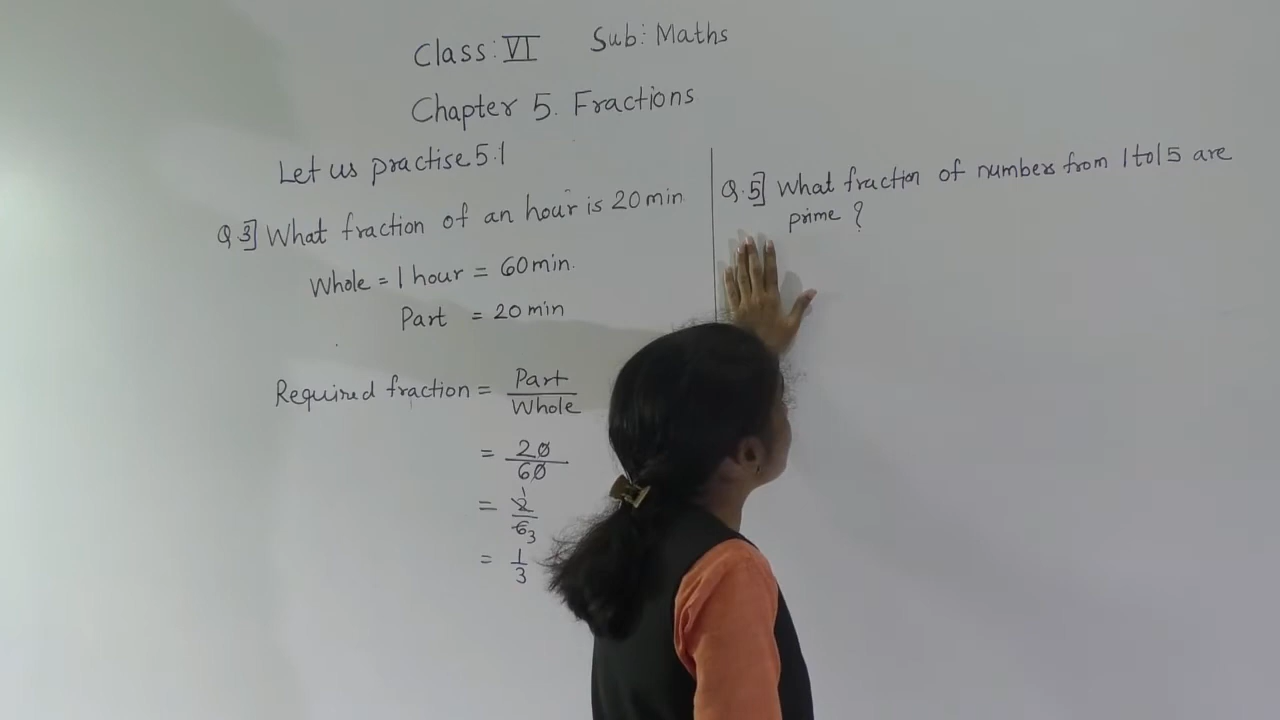 Class: VI Sub: Maths
Chapter 5. Fractions
Let us practise 5.1
Q 3] What fraction of an hour is 20 min
Whole = 1 hour = 60 min.
Part = 20 min
Required fraction = Part/Whole
= 20/60
= 2/6 1 3
= 1/3
Q.5] What fraction of numbers from 1 to 15 are
prime ?